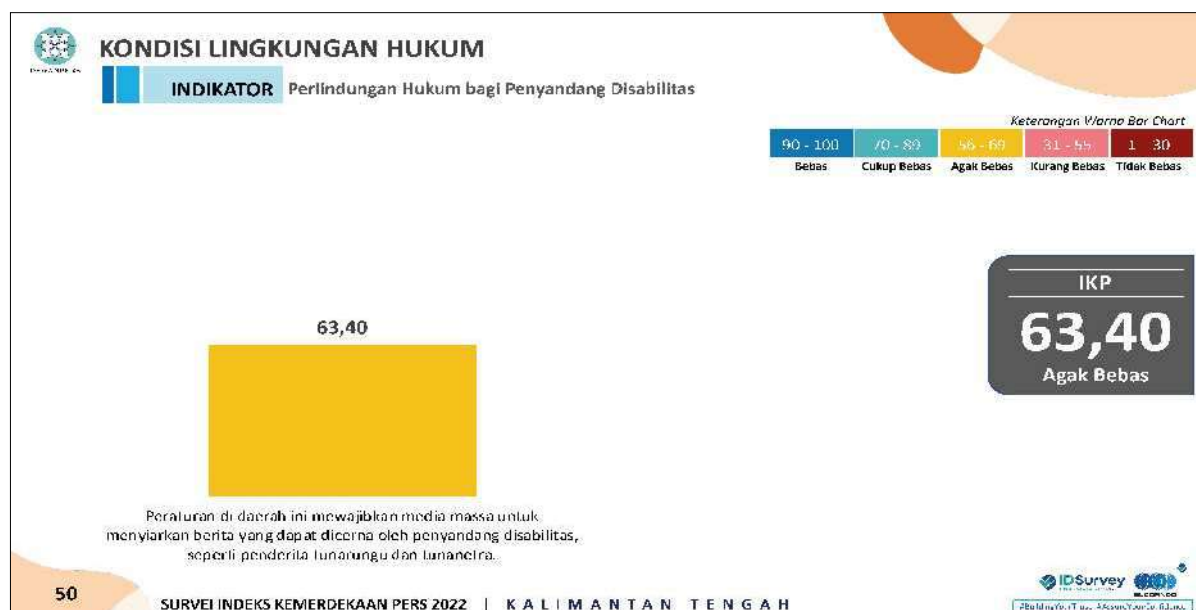 KONDISI LINGKUNGAN HUKUM
INDIKATOR Perlindungan Hukum bagi Penyandang Disabilitas
Keterangan Warna Bar Chart
90 - 100 70 - 89 56 - 69 31 - 55 1 30
Bebas Cukup Bebas Agak Bebas Kurang Bebas Tidak Bebas
IKP
63,40
Agak Bebas
63,40
Peraturan di daerah ini mewajibkan media massa untuk
menyiarkan berita yang dapat dicerna oleh penyandang disabilitas,
seperti penderita tunarungu dan tunanetra.
50
SURVEI INDEKS KEMERDEKAAN PERS 2022 | KALIMANTAN TENGAH
IDSurvey